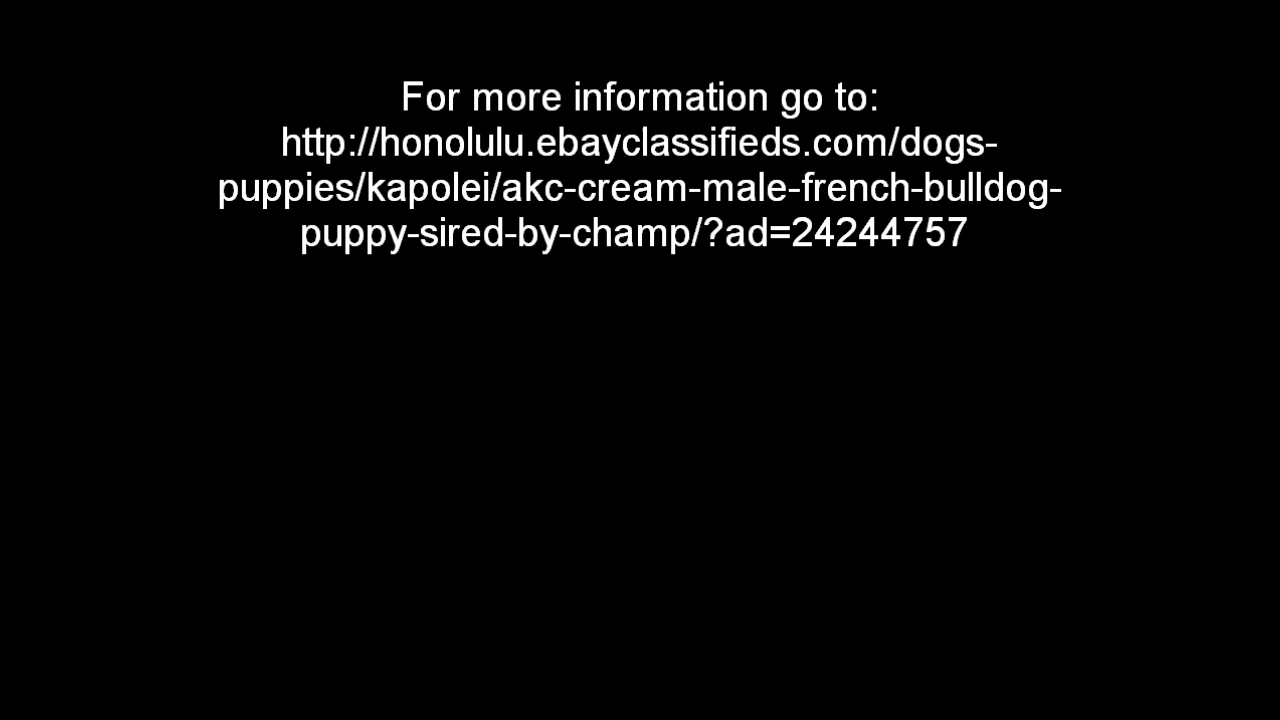 For more information go to:
http://honolulu.ebayclassifieds.com/dogs-
puppies/kapolei/akc-cream-male-french-bulldog-
puppy-sired-by-champ/?ad=24244757